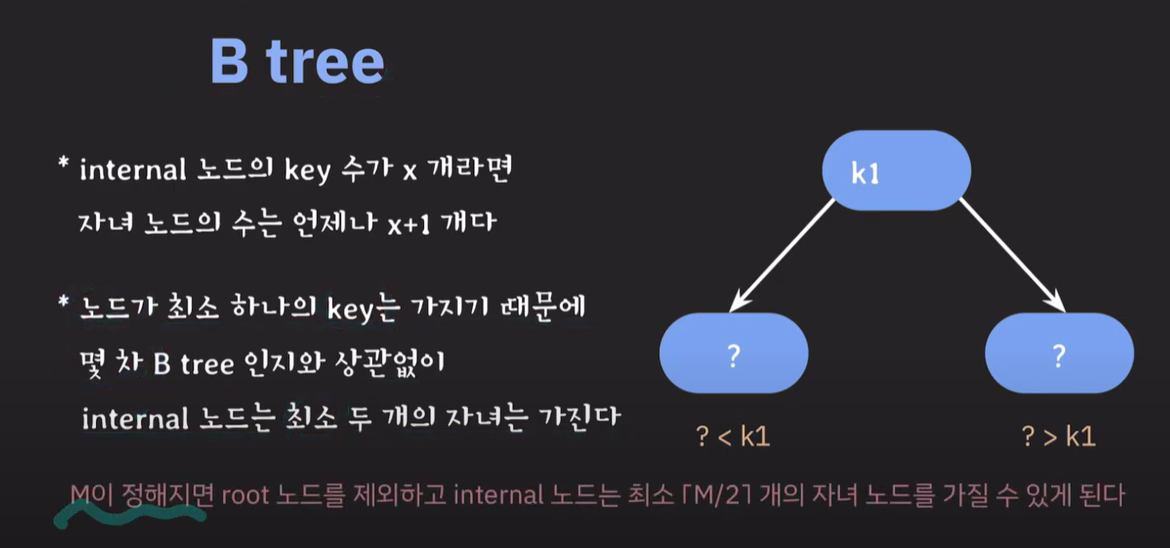 B tree
* internal 노드의 key 수가 x 개라면
자녀 노드의 수는 언제나 x+1 개다
* 노드가 최소 하나의 key는 가지기 때문에
몇 차 B tree 인지와 상관없이
internal 노드는 최소 두 개의 자녀는 가진다
k1
?
?
? < k1
? > k1
M이 정해지면 root 노드를 제외하고 internal 노드는 최소 ⌈M/2⌉ 개의 자녀 노드를 가질 수 있게 된다